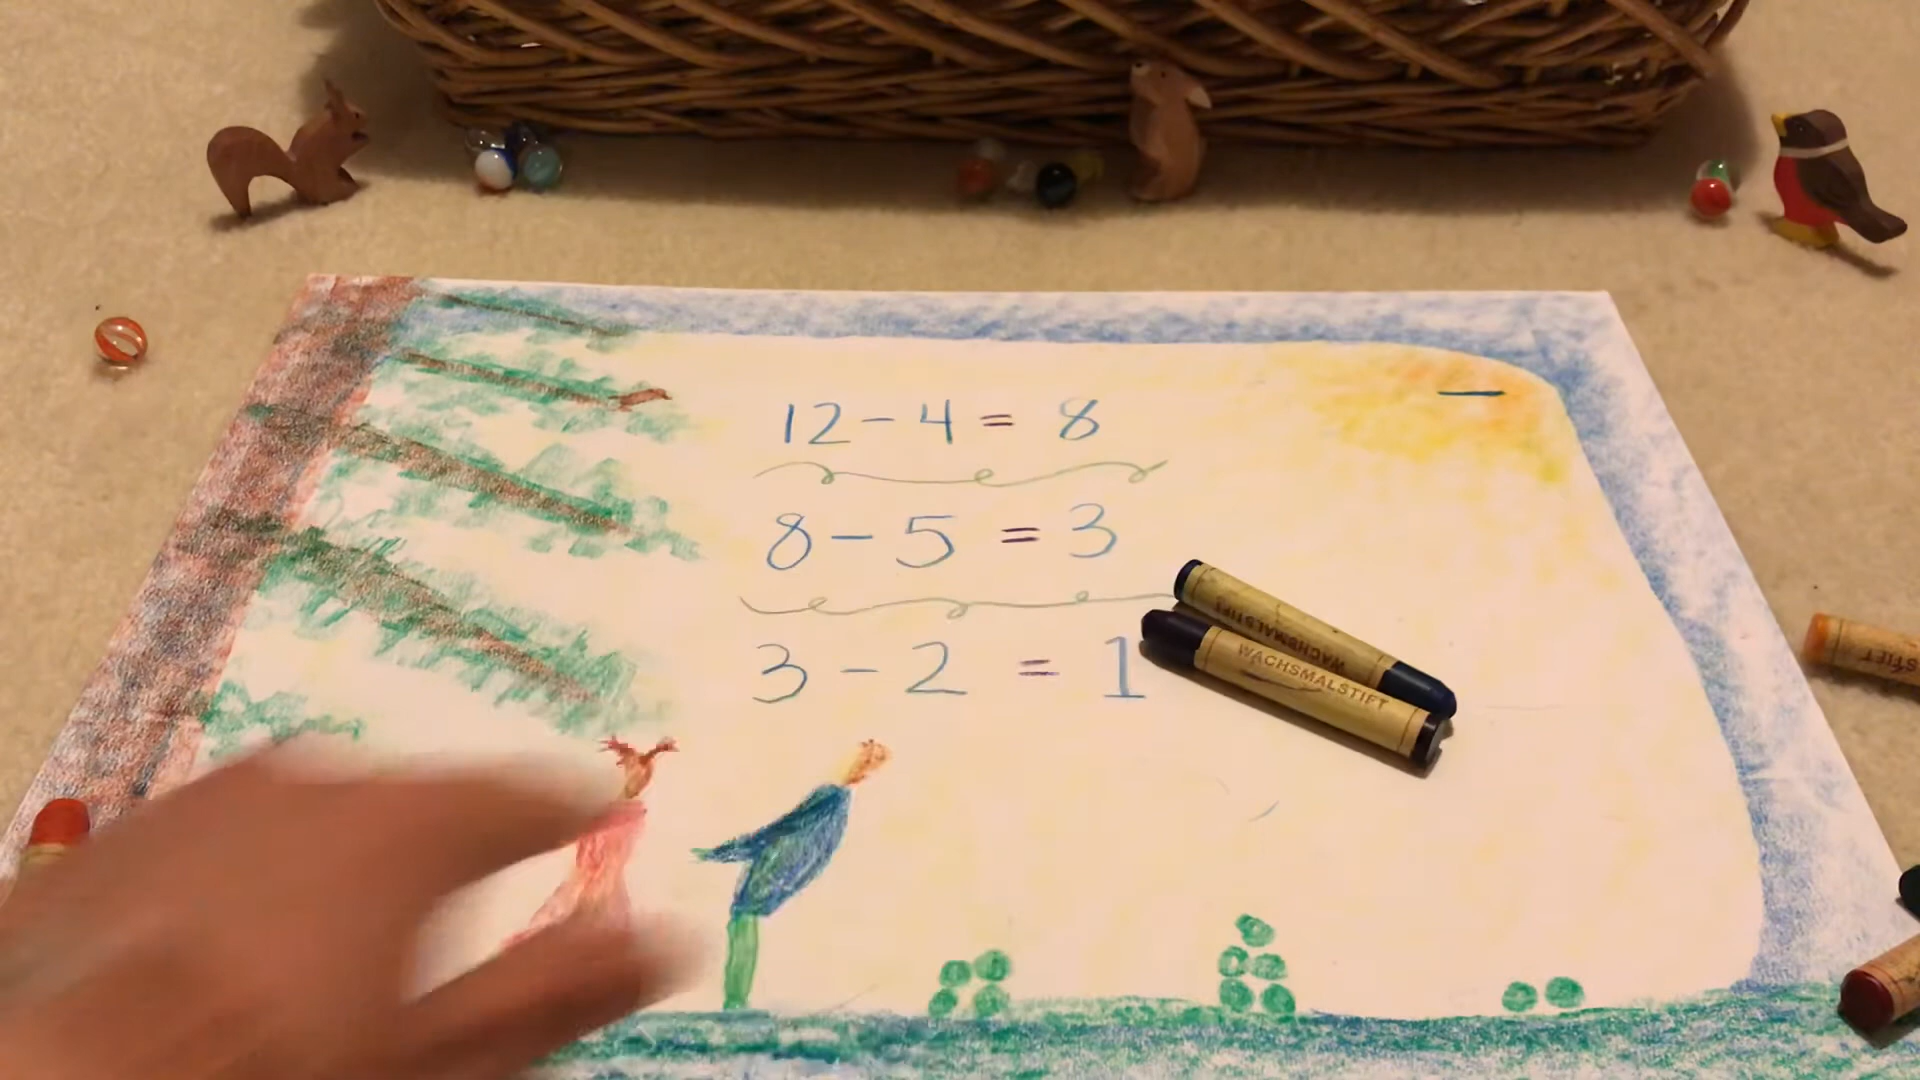 12 - 4 = 8
8 - 5 = 3
WACHSMALSTIFT
3 - 2 = 1
WACHSMALSTIFT